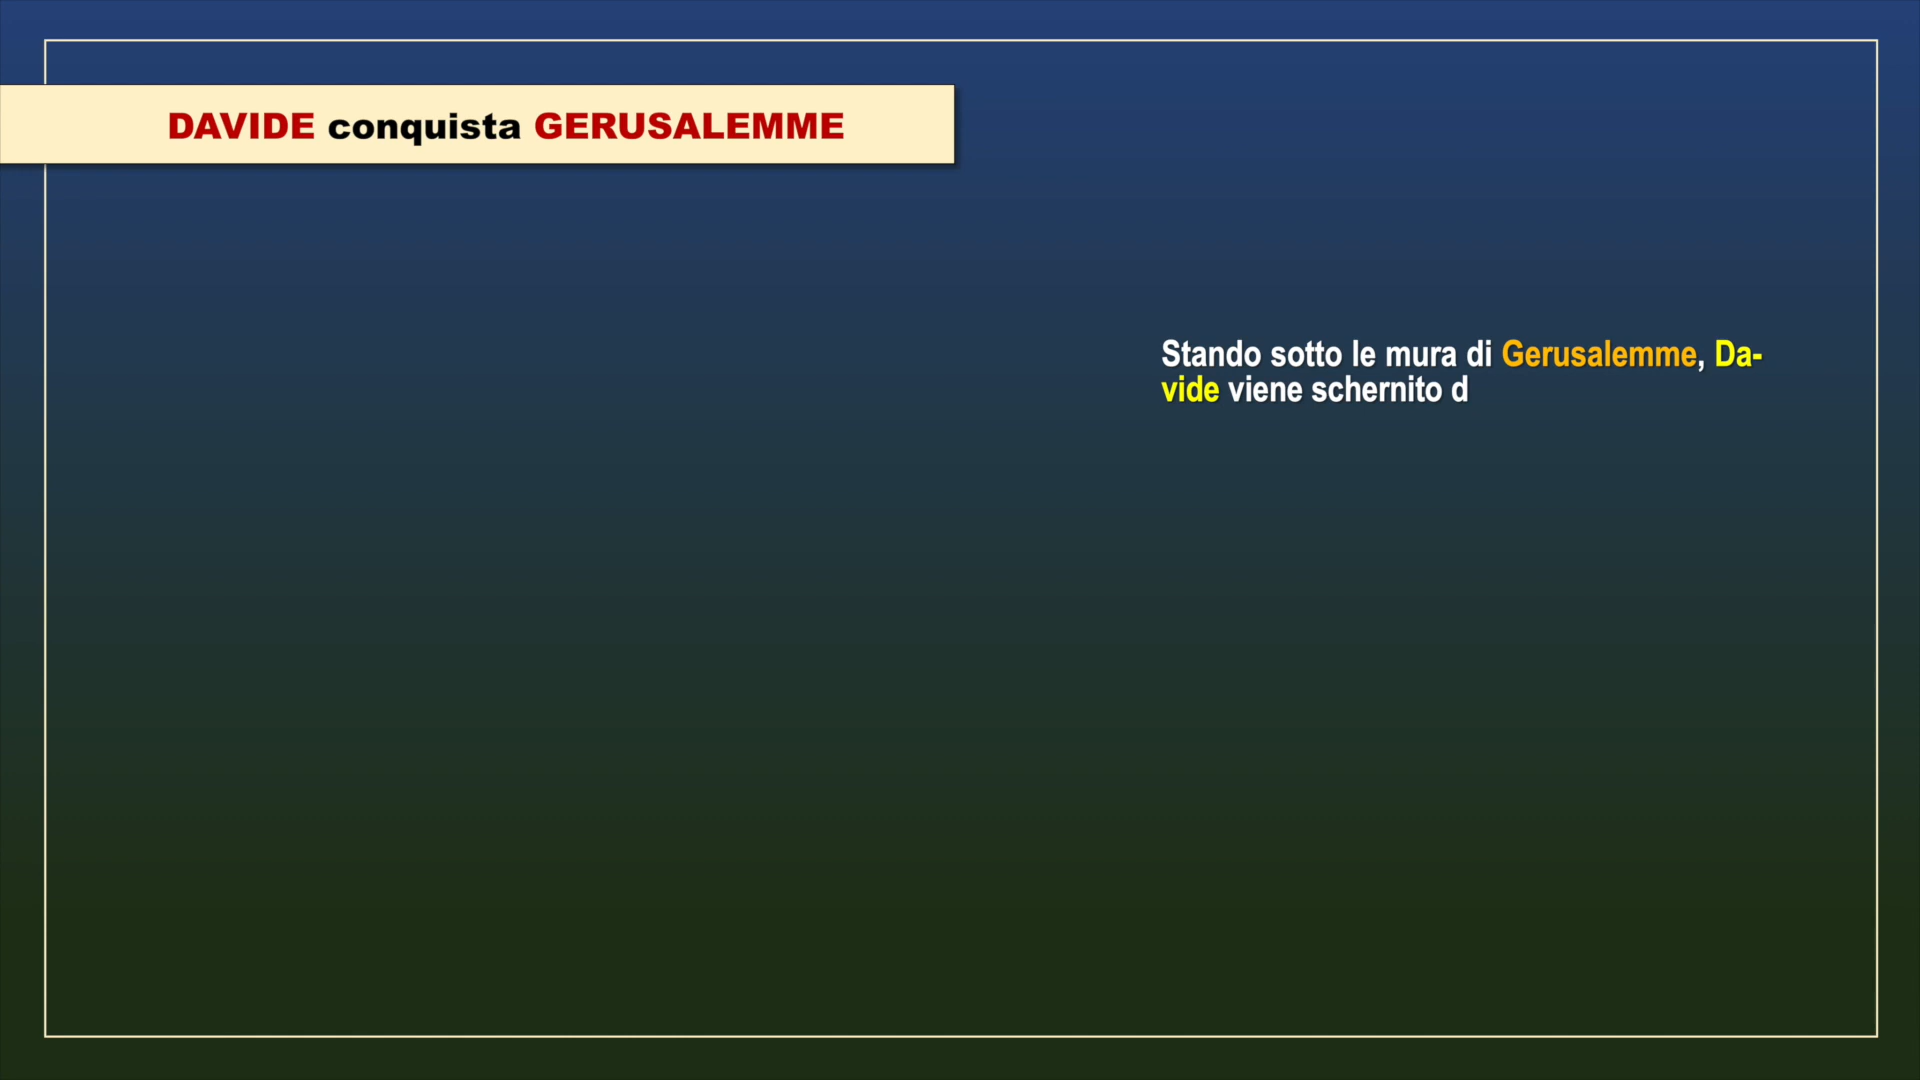 DAVIDE conquista GERUSALEMME
Stando sotto le mura di Gerusalemme, Da-
vide viene schernito d